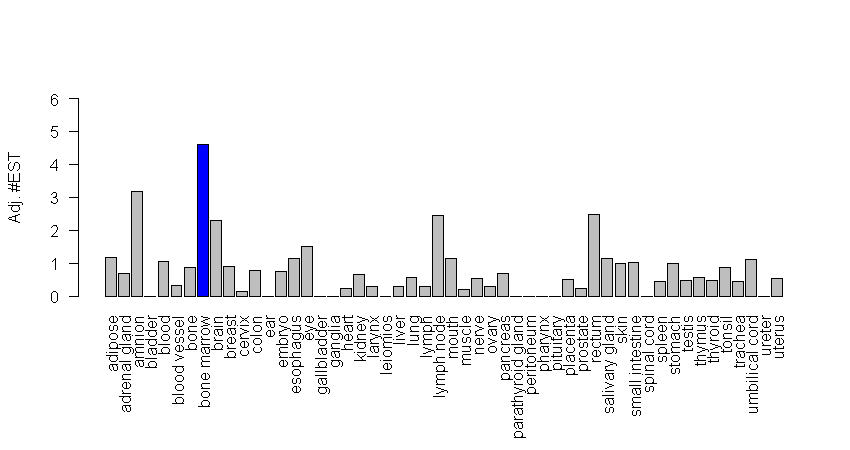 6
5
4
3
2
1
0
Adj. #EST
adipose
adrenal gland
amnion
bladder
blood
blood vessel
bone
bone marrow
brain
breast
cervix
colon
ear
embryo
esophagus
eye
gallbladder
ganglia
heart
kidney
larynx
leiomios
liver
lung
lymph
lymph node
mouth
muscle
nerve
ovary
pancreas
parathyroid gland
peritoneum
pharynx
pituitary
placenta
prostate
rectum
salivary gland
skin
small intestine
spinal cord
spleen
stomach
testis
thymus
thyroid
tonsil
trachea
umbilical cord
ureter
uterus